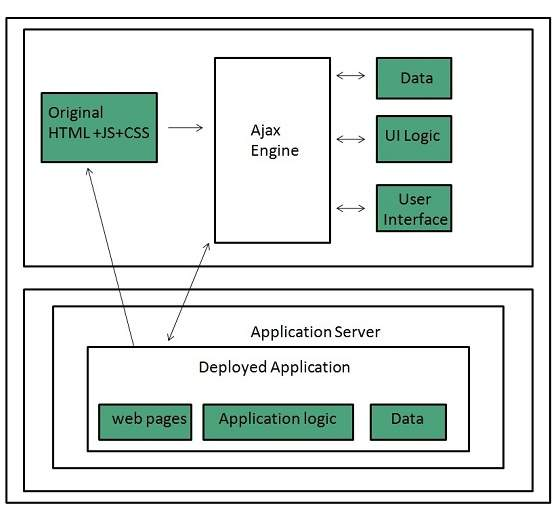 Original
HTML +JS+CSS
Ajax
Engine
Data
UI Logic
User
Interface
Application Server
Deployed Application
web pages
Application logic
Data